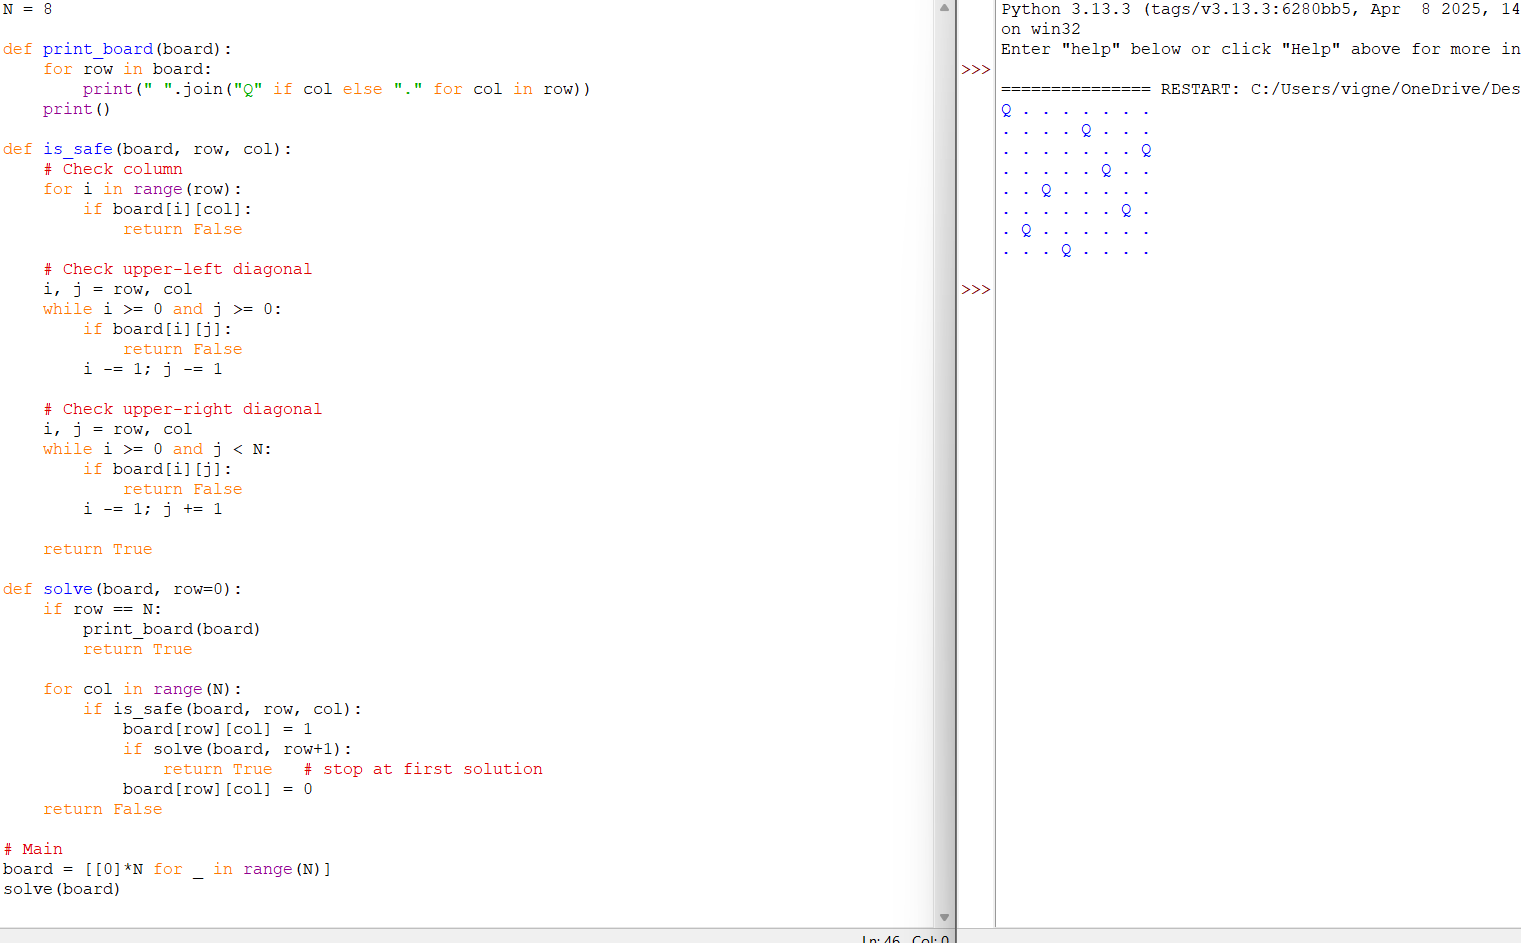 N = 8

def print_board(board):
    for row in board:
        print(" ".join("Q" if col else "." for col in row))
    print()

def is_safe(board, row, col):
    # Check column
    for i in range(row):
        if board[i][col]:
            return False

    # Check upper-left diagonal
    i, j = row, col
    while i >= 0 and j >= 0:
        if board[i][j]:
            return False
        i -= 1; j -= 1

    # Check upper-right diagonal
    i, j = row, col
    while i >= 0 and j < N:
        if board[i][j]:
            return False
        i -= 1; j += 1

    return True

def solve(board, row=0):
    if row == N:
        print_board(board)
        return True

    for col in range(N):
        if is_safe(board, row, col):
            board[row][col] = 1
            if solve(board, row+1):
                return True   # stop at first solution
            board[row][col] = 0
    return False

# Main
board = [[0]*N for _ in range(N)]
solve(board)
Ln: 46 Col: 0
Python 3.13.3 (tags/v3.13.3:6280bb5, Apr  8 2025, 14
on win32
Enter "help" below or click "Help" above for more in
>>>
=============== RESTART: C:/Users/vigne/OneDrive/Des
Q . . . . . . .
. . . . Q . . .
. . . . . . . Q
. . . . . Q . .
. . Q . . . . .
. . . . . . Q .
. Q . . . . . .
. . . Q . . . .
>>>